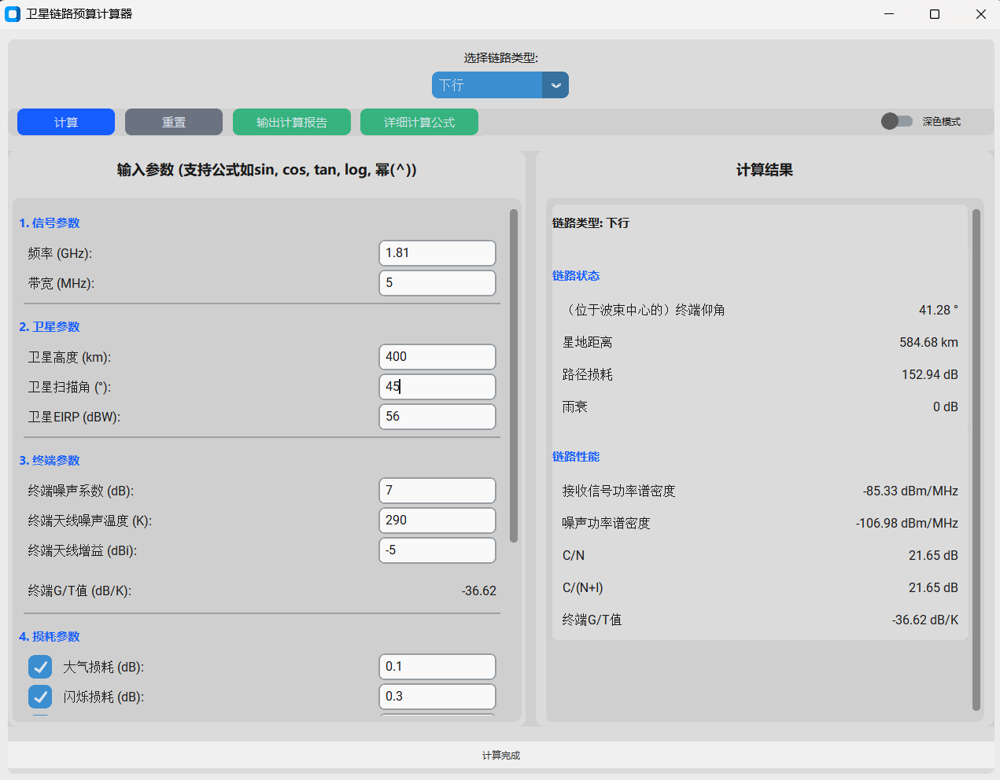 卫星链路预算计算器
选择链路类型:
下行
计算
重置
输出计算报告
详细计算公式
深色模式
输入参数 (支持公式如sin, cos, tan, log, 幂(^))
1. 信号参数
频率 (GHz):
1.81
带宽 (MHz):
5
2. 卫星参数
卫星高度 (km):
400
卫星扫描角 (°):
45
卫星EIRP (dBW):
56
3. 终端参数
终端噪声系数 (dB):
7
终端天线噪声温度 (K):
290
终端天线增益 (dBi):
-5
终端G/T值 (dB/K):
-36.62
4. 损耗参数
大气损耗 (dB):
0.1
闪烁损耗 (dB):
0.3
计算结果
链路类型: 下行
链路状态
（位于波束中心的）终端仰角
41.28 °
星地距离
584.68 km
路径损耗
152.94 dB
雨衰
0 dB
链路性能
接收信号功率谱密度
-85.33 dBm/MHz
噪声功率谱密度
-106.98 dBm/MHz
C/N
21.65 dB
C/(N+I)
21.65 dB
终端G/T值
-36.62 dB/K
计算完成